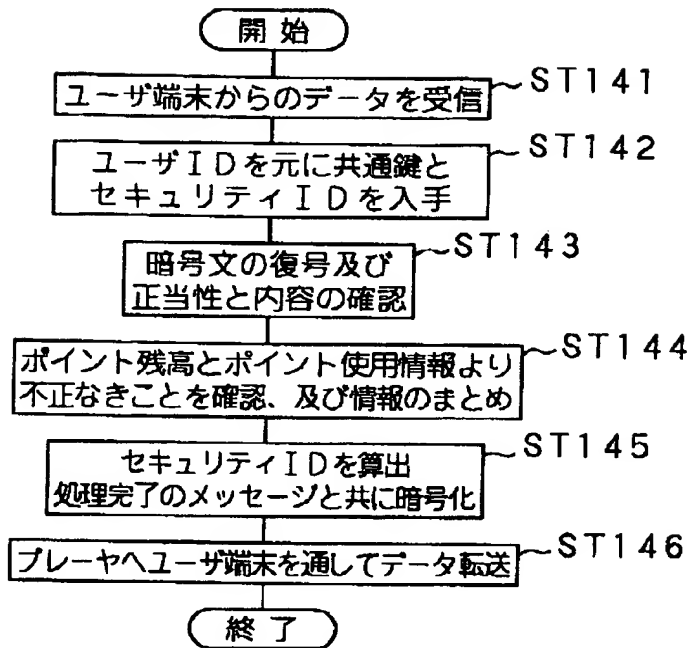 開始
ユーザ端末からのデータを受信
ST141
ユーザIDを元に共通鍵と
セキュリティIDを入手
ST142
暗号文の復号及び
正当性と内容の確認
ST143
ポイント残高とポイント使用情報より
不正なきことを確認、及び情報のまとめ
ST144
セキュリティIDを算出
処理完了のメッセージと共に暗号化
ST145
プレーヤへユーザ端末を通してデータ転送
ST146
終了